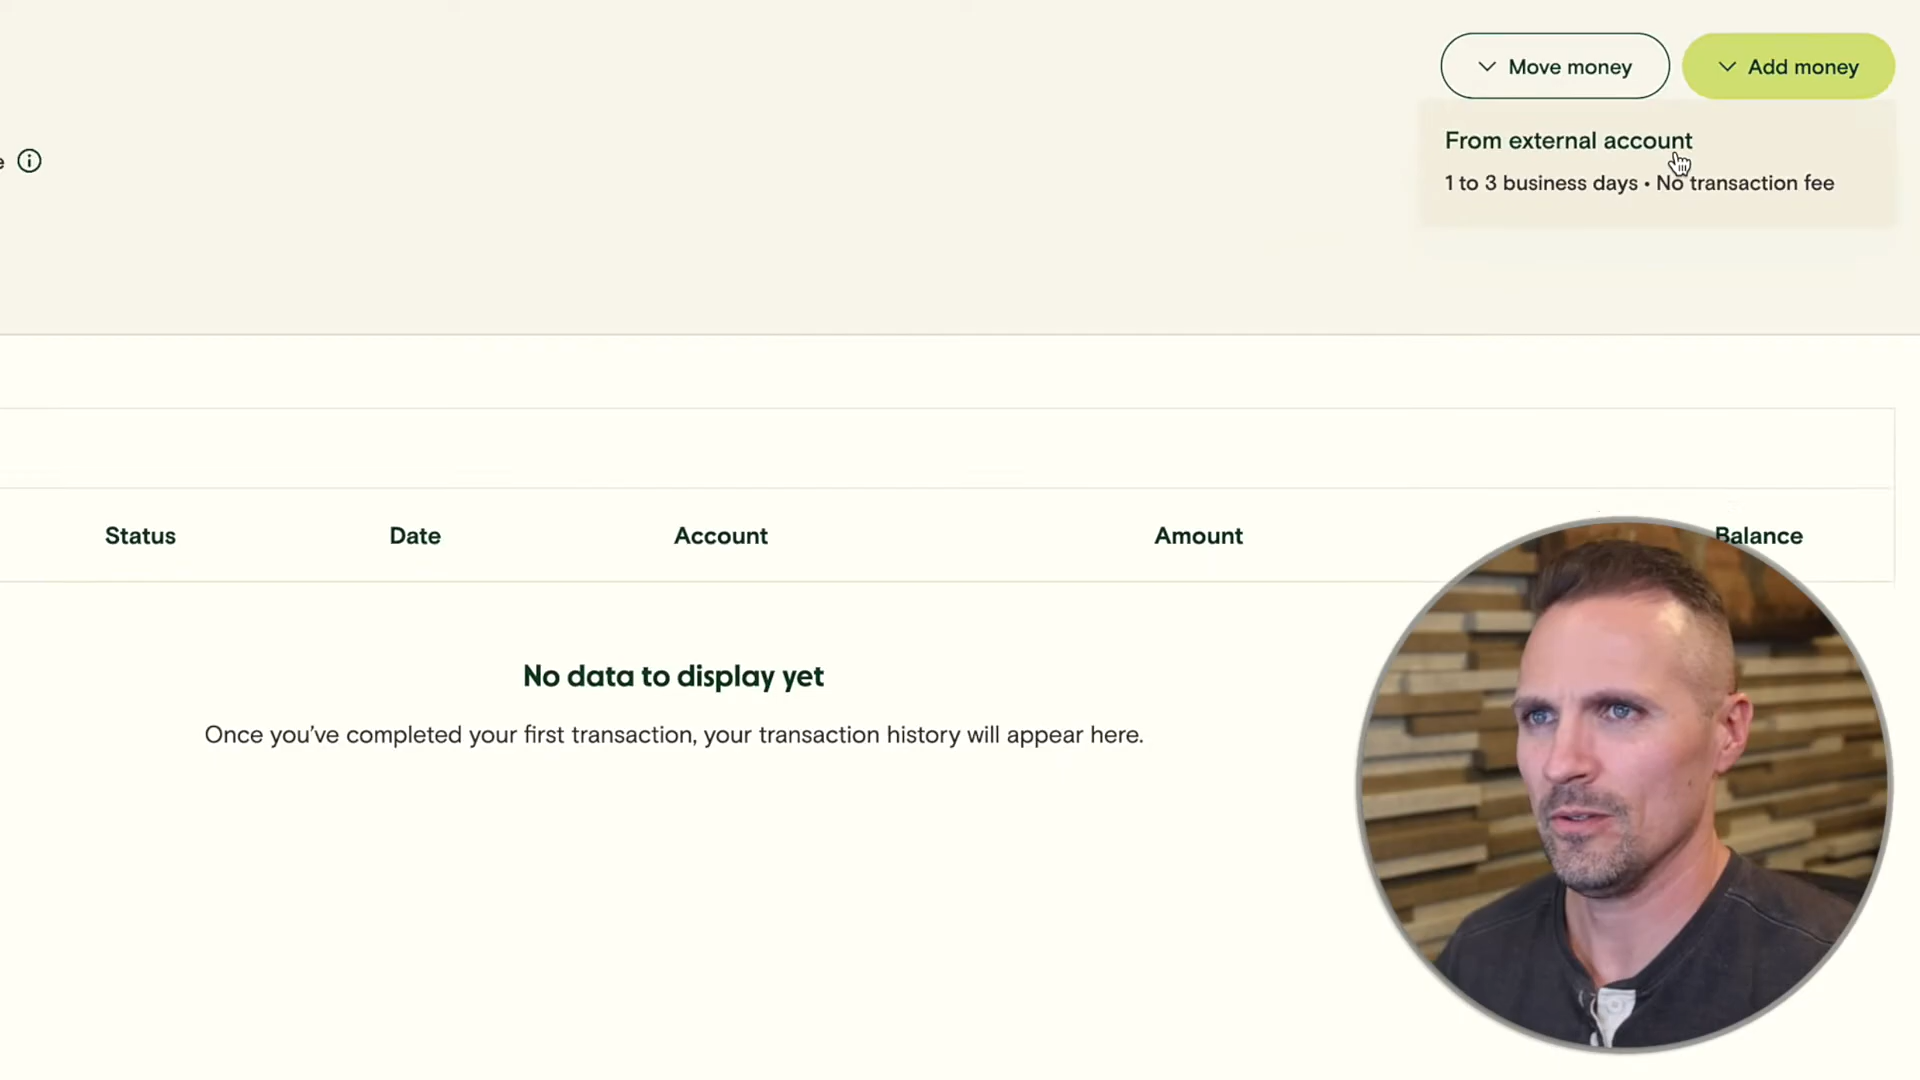 Move money
Add money
From external account
1 to 3 business days • No transaction fee
Status Date Account Amount Balance
No data to display yet
Once you've completed your first transaction, your transaction history will appear here.